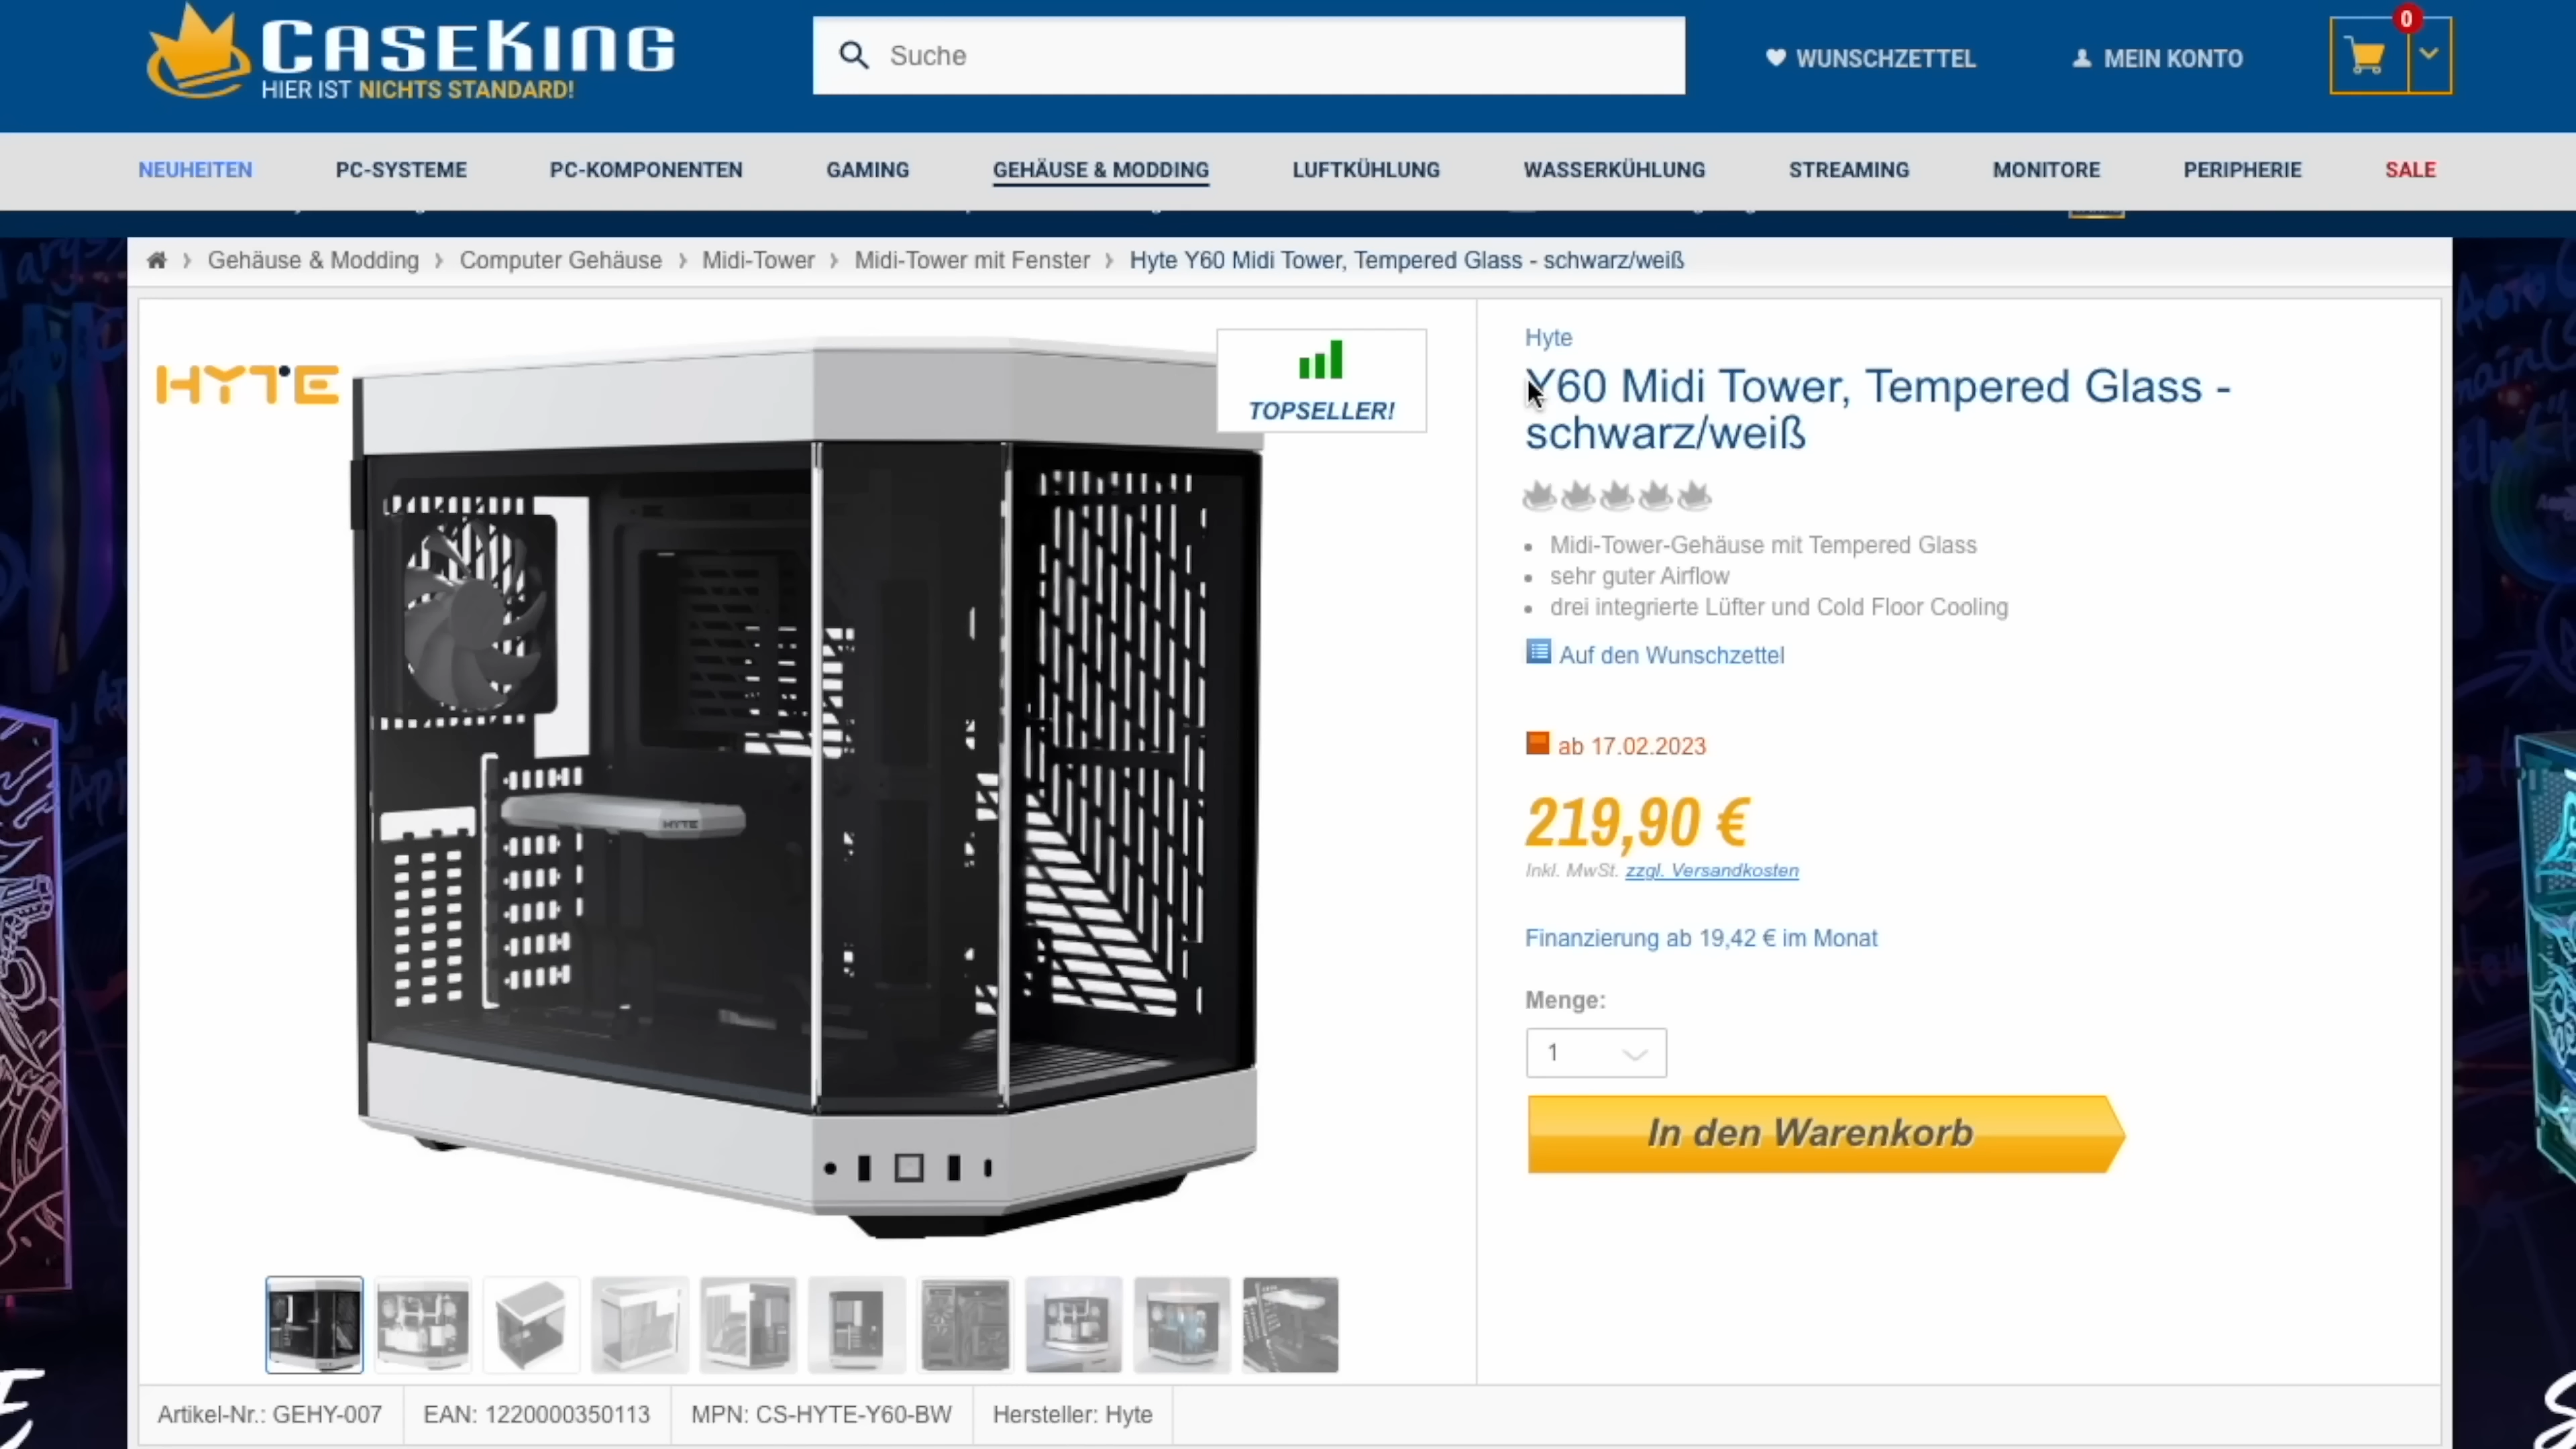 CASEKING
HIER IST NICHTS STANDARD!
Suche
WUNSCHZETTEL
MEIN KONTO
0
NEUHEITEN
PC-SYSTEME
PC-KOMPONENTEN
GAMING
GEHÄUSE & MODDING
LUFTKÜHLUNG
WASSERKÜHLUNG
STREAMING
MONITORE
PERIPHERIE
SALE
Gehäuse & Modding › Computer Gehäuse › Midi-Tower › Midi-Tower mit Fenster › Hyte Y60 Midi Tower, Tempered Glass - schwarz/weiß
HYTE
TOPSELLER!
HYTE
Hyte
Y60 Midi Tower, Tempered Glass -
schwarz/weiß
Midi-Tower-Gehäuse mit Tempered Glass
sehr guter Airflow
drei integrierte Lüfter und Cold Floor Cooling
Auf den Wunschzettel
ab 17.02.2023
219,90 €
Inkl. MwSt. zzgl. Versandkosten
Finanzierung ab 19,42 € im Monat
Menge:
1
In den Warenkorb
Artikel-Nr.: GEHY-007
EAN: 1220000350113
MPN: CS-HYTE-Y60-BW
Hersteller: Hyte